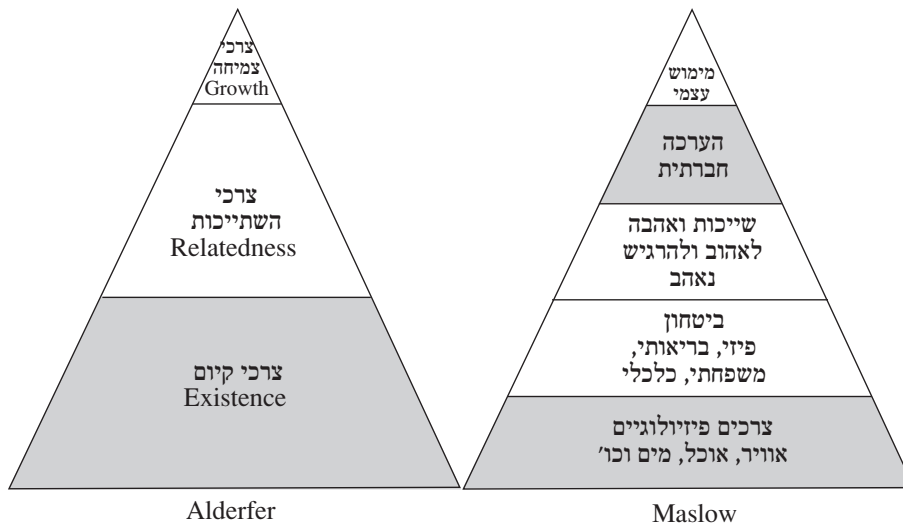 צרכי
צמיחה
Growth
צרכי
השתייכות
Relatedness
צרכי קיום
Existence
Alderfer
מימוש
עצמי
הערכה
חברתית
שייכות ואהבה
לאהוב ולהרגיש
נאהב
ביטחון
פיזי, בריאותי,
משפחתי, כלכלי
צרכים פיזיולוגיים
אוויר, אוכל, מים וכו'
Maslow